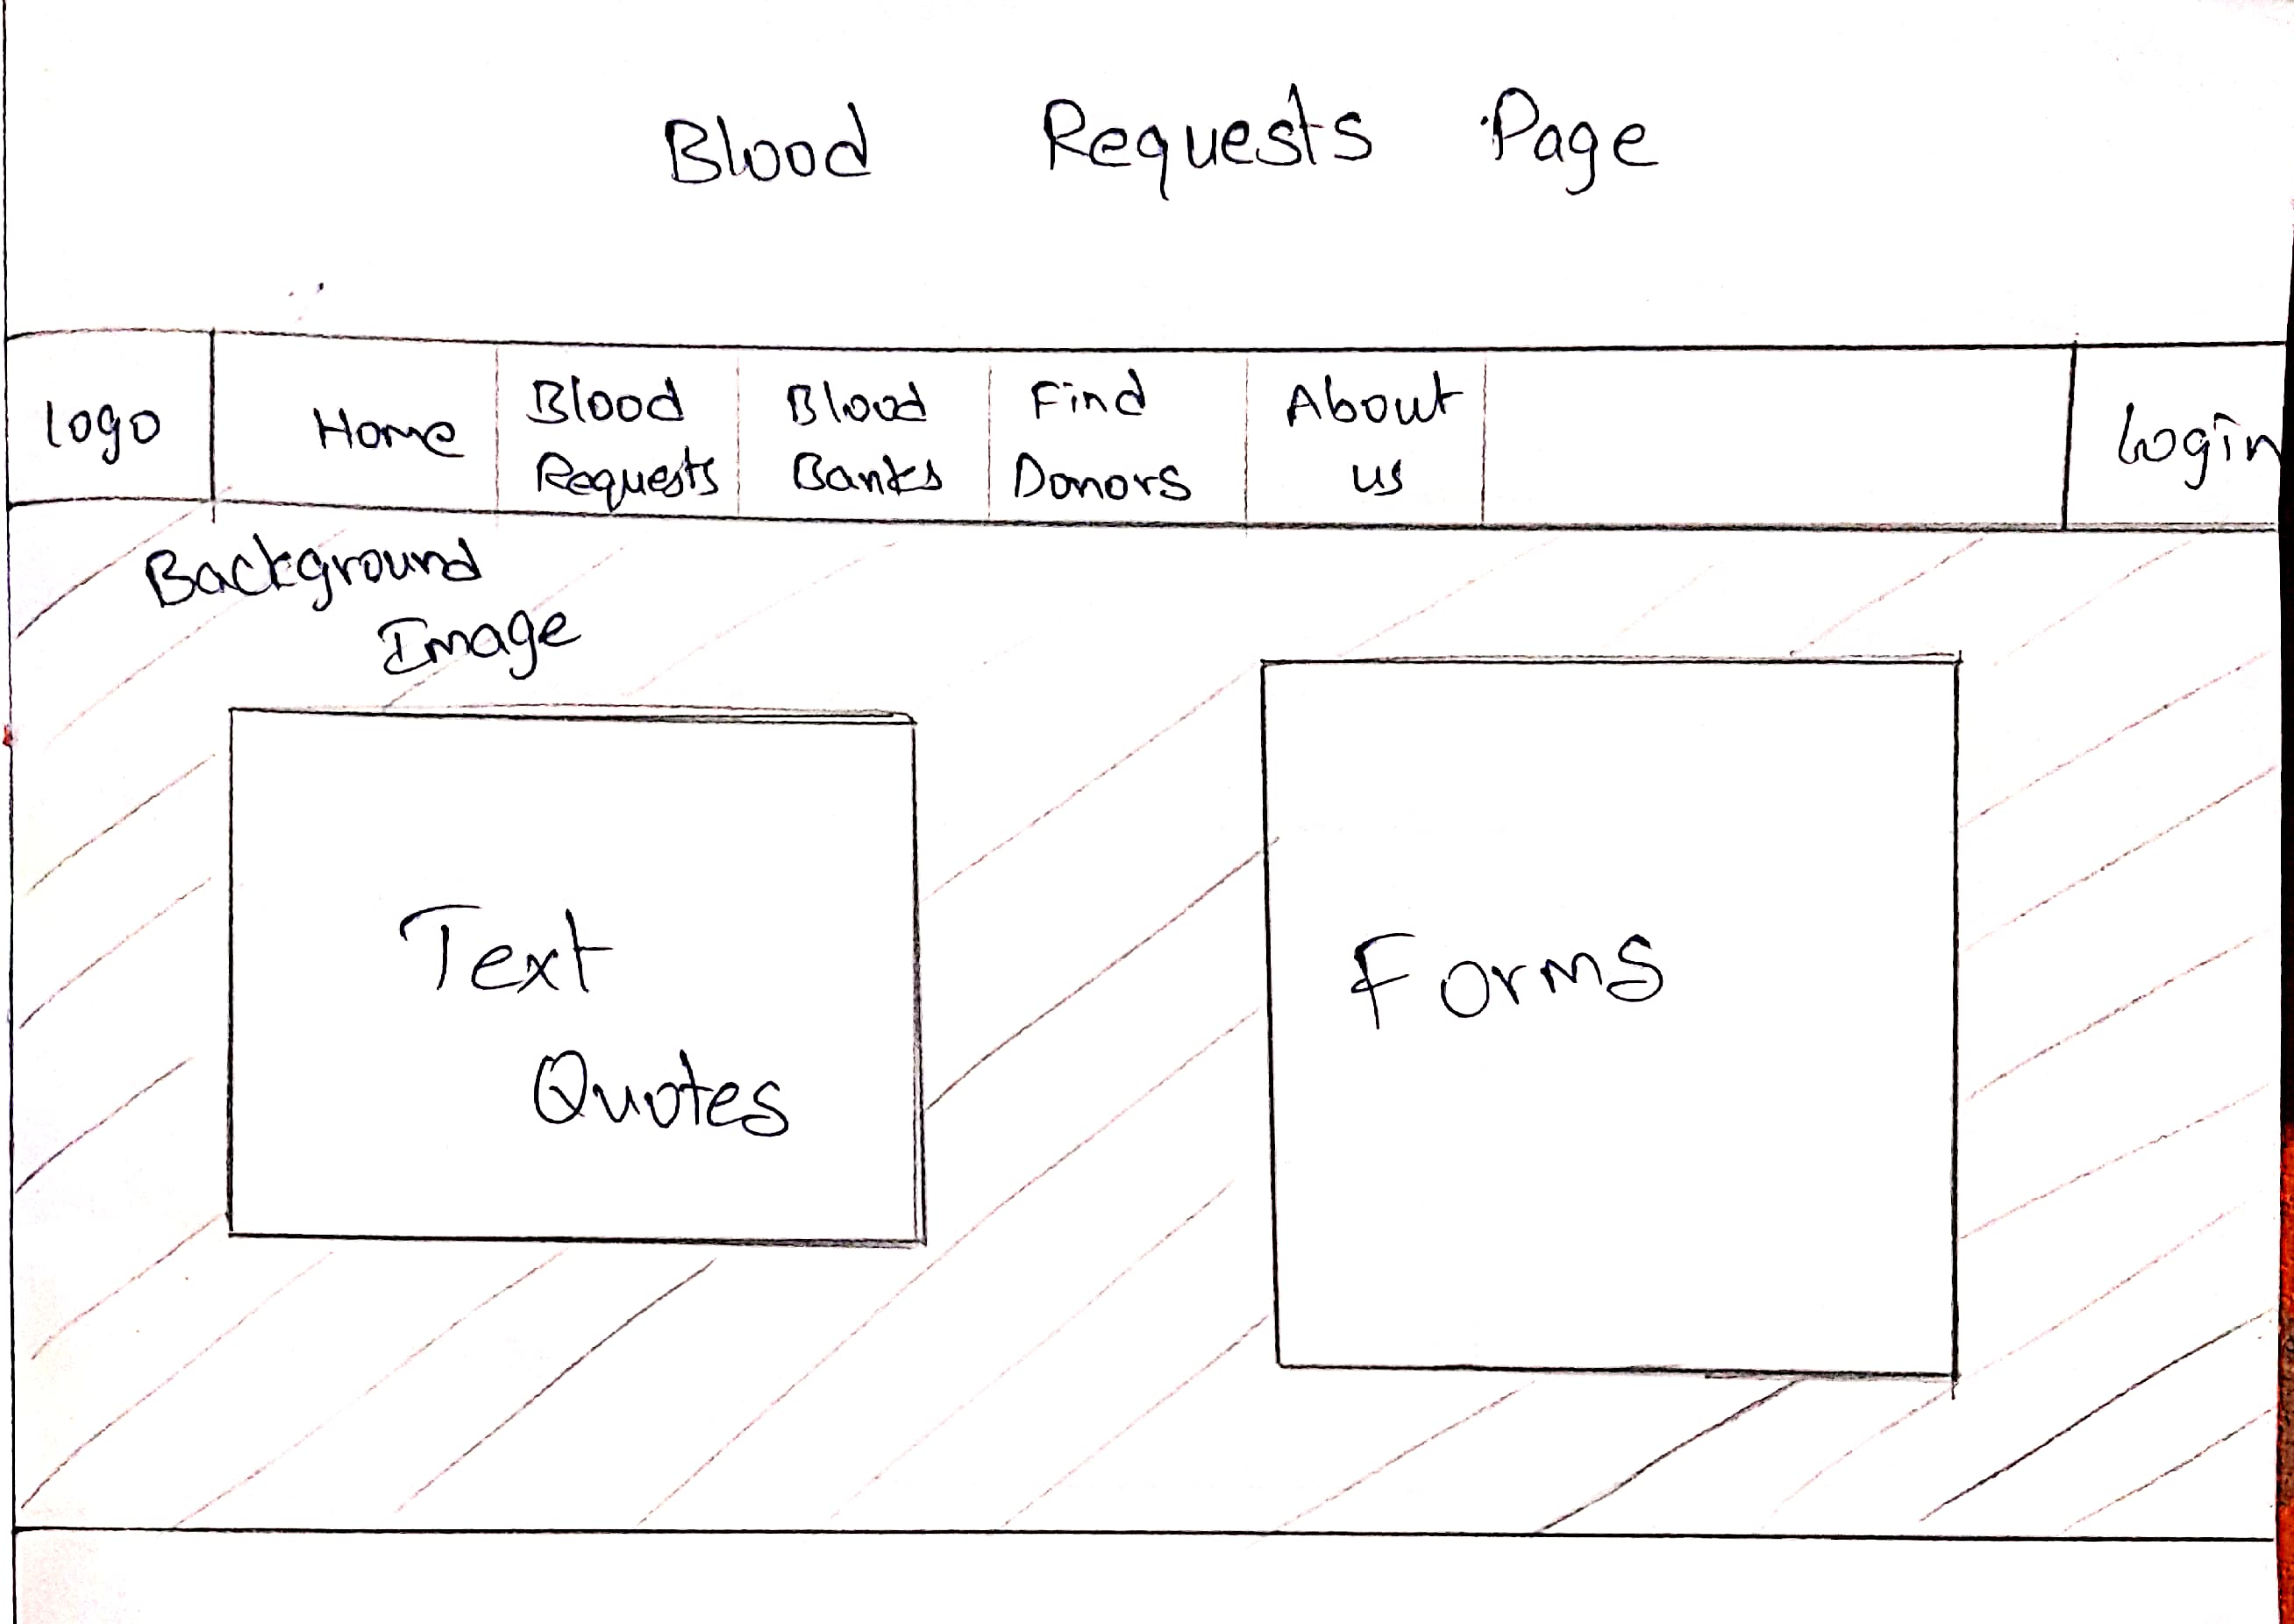 Blood Requests Page
logo
Home
Blood
Requests
Blood
Banks
Find
Donors
About
us
Login
Background
Image
Text
Quotes
Forms